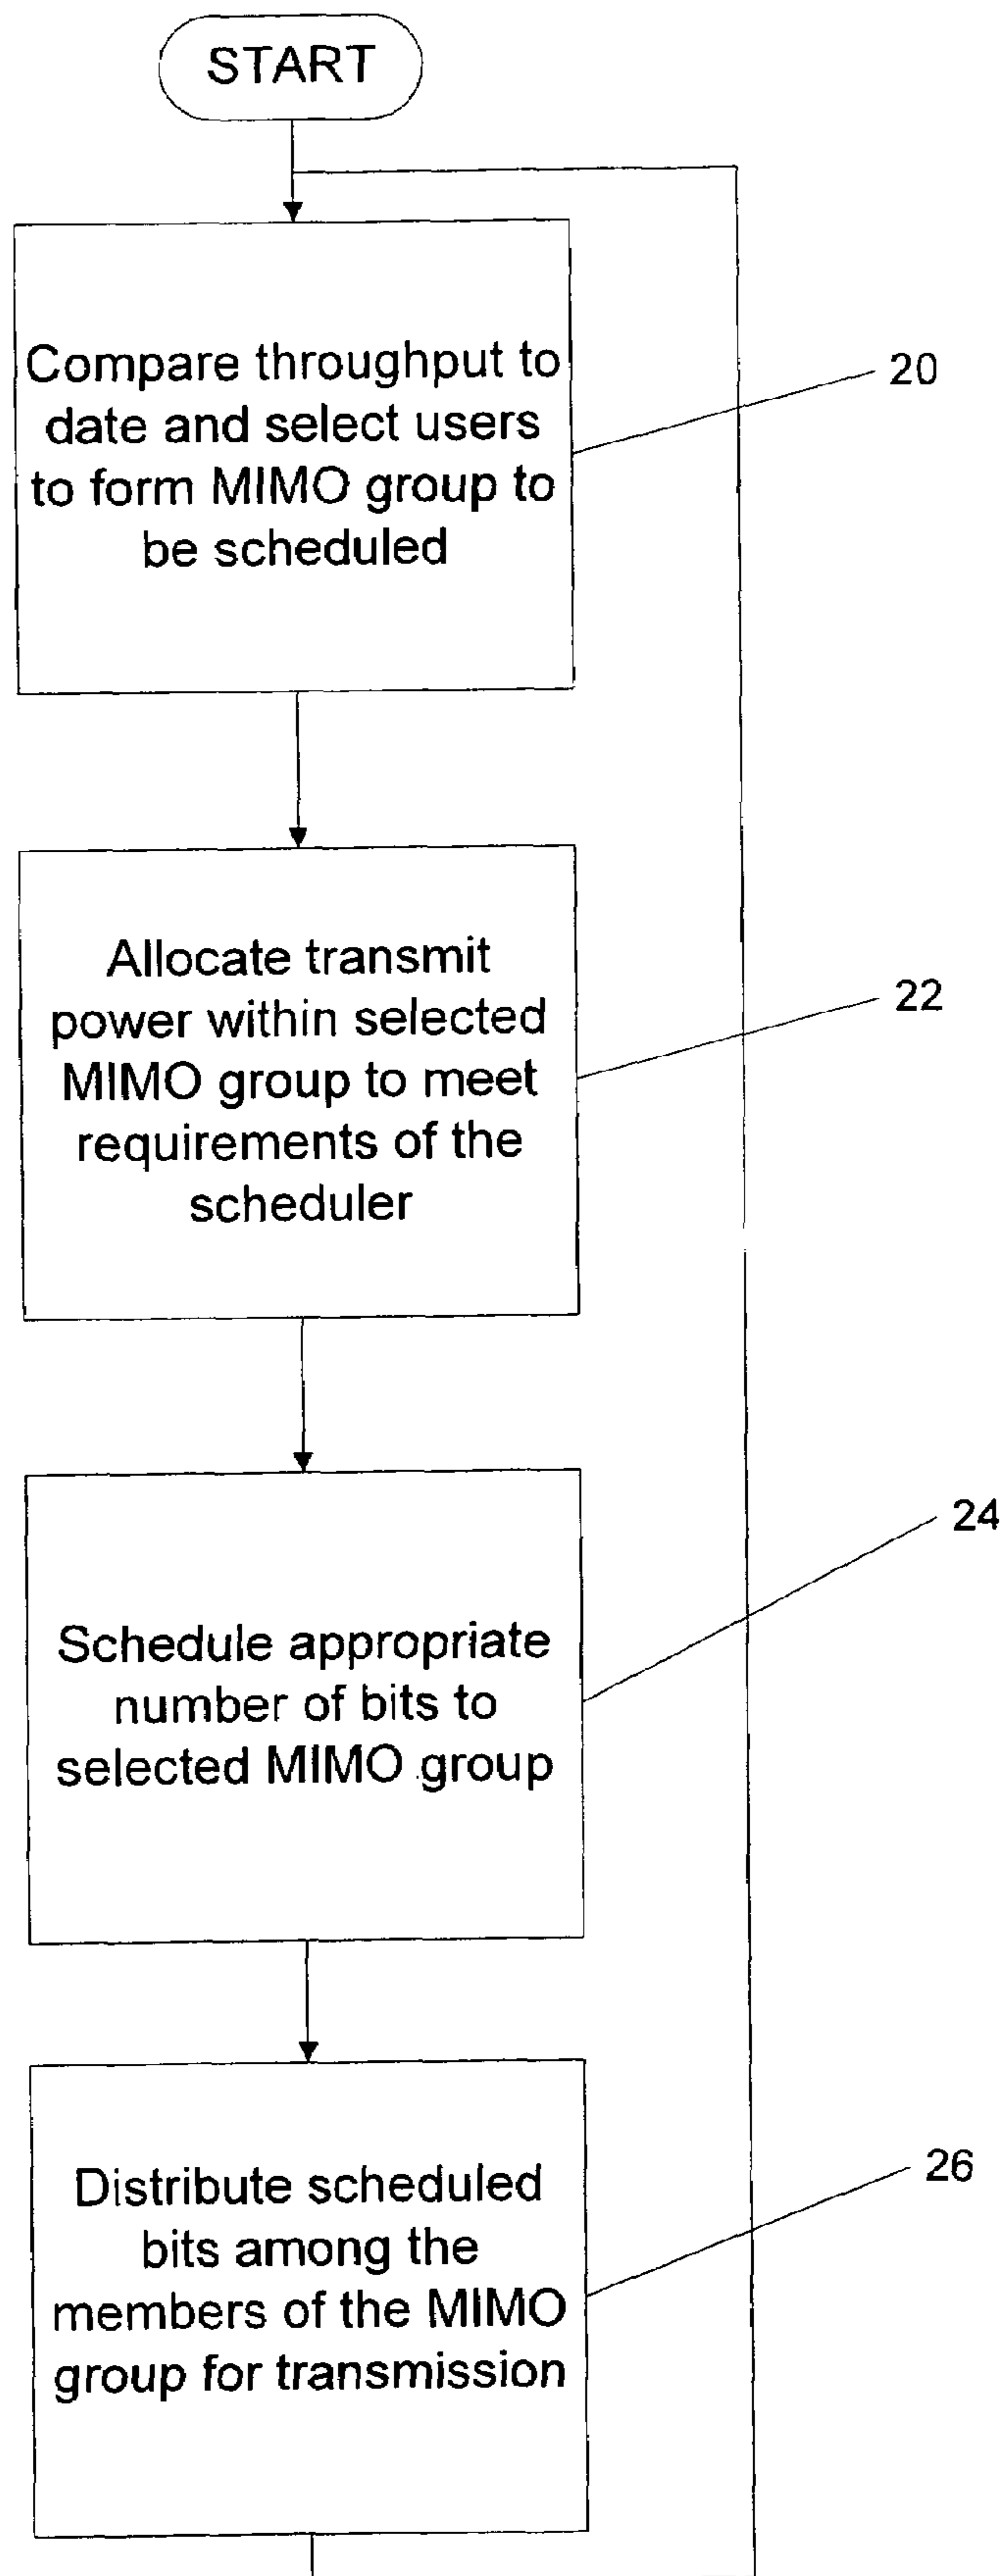 START
Compare throughput to
date and select users
to form MIMO group to
be scheduled
20
Allocate transmit
power within selected
MIMO group to meet
requirements of the
scheduler
22
Schedule appropriate
number of bits to
selected MIMO group
24
Distribute scheduled
bits among the
members of the MIMO
group for transmission
26